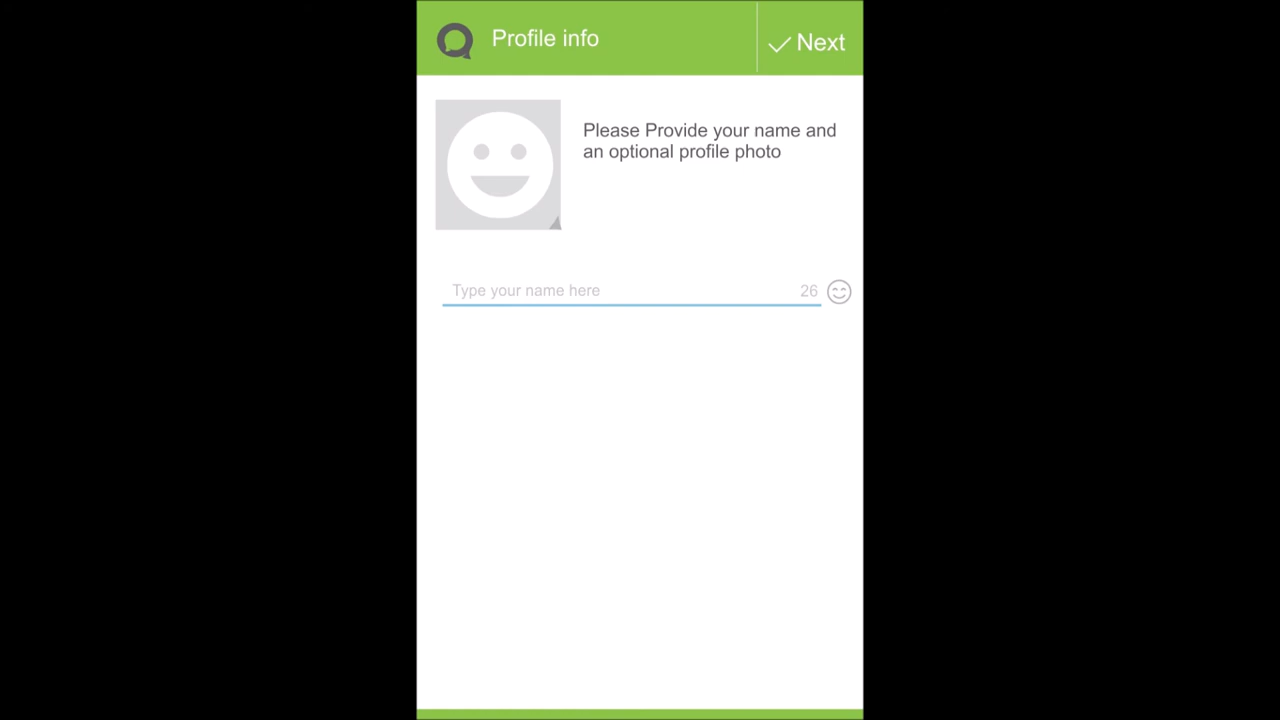 Profile info
Next
Please Provide your name and
an optional profile photo
Type your name here 26